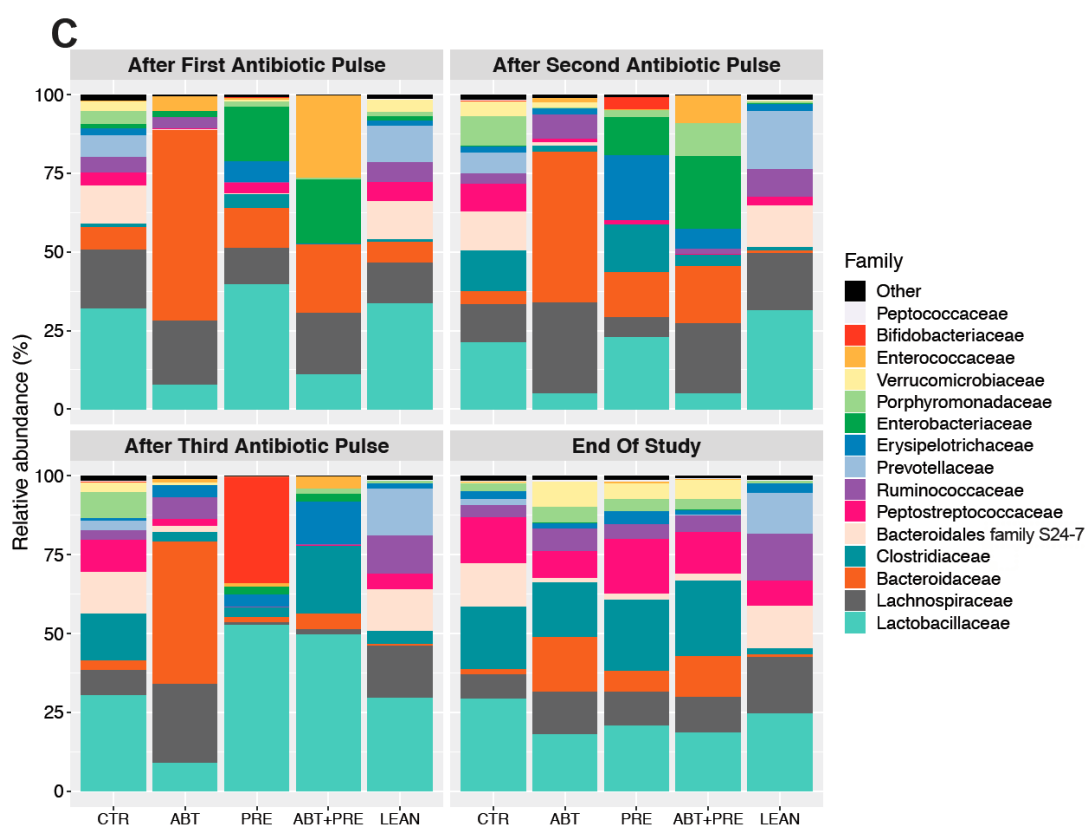 C
After First Antibiotic Pulse
After Second Antibiotic Pulse
100
75
50
25
0
After Third Antibiotic Pulse
End Of Study
100
75
50
25
0
Relative abundance (%)
CTR ABT PRE ABT+PRE LEAN
CTR ABT PRE ABT+PRE LEAN
Family
Other
Peptococcaceae
Bifidobacteriaceae
Enterococcaceae
Verrucomicrobiaceae
Porphyromonadaceae
Enterobacteriaceae
Erysipelotrichaceae
Prevotellaceae
Ruminococcaceae
Peptostreptococcaceae
Bacteroidales family S24-7
Clostridiaceae
Bacteroidaceae
Lachnospiraceae
Lactobacillaceae